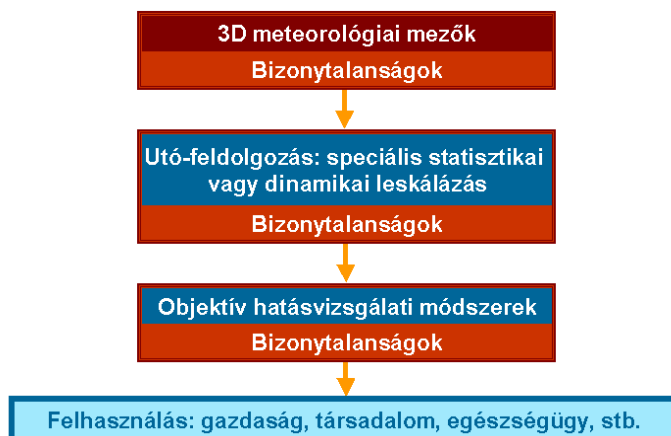 3D meteorológiai mezők
Bizonytalanságok
Utó-feldolgozás: speciális statisztikai
vagy dinamikai leskálázás
Bizonytalanságok
Objektív hatásvizsgálati módszerek
Bizonytalanságok
Felhasználás: gazdaság, társadalom, egészségügy, stb.